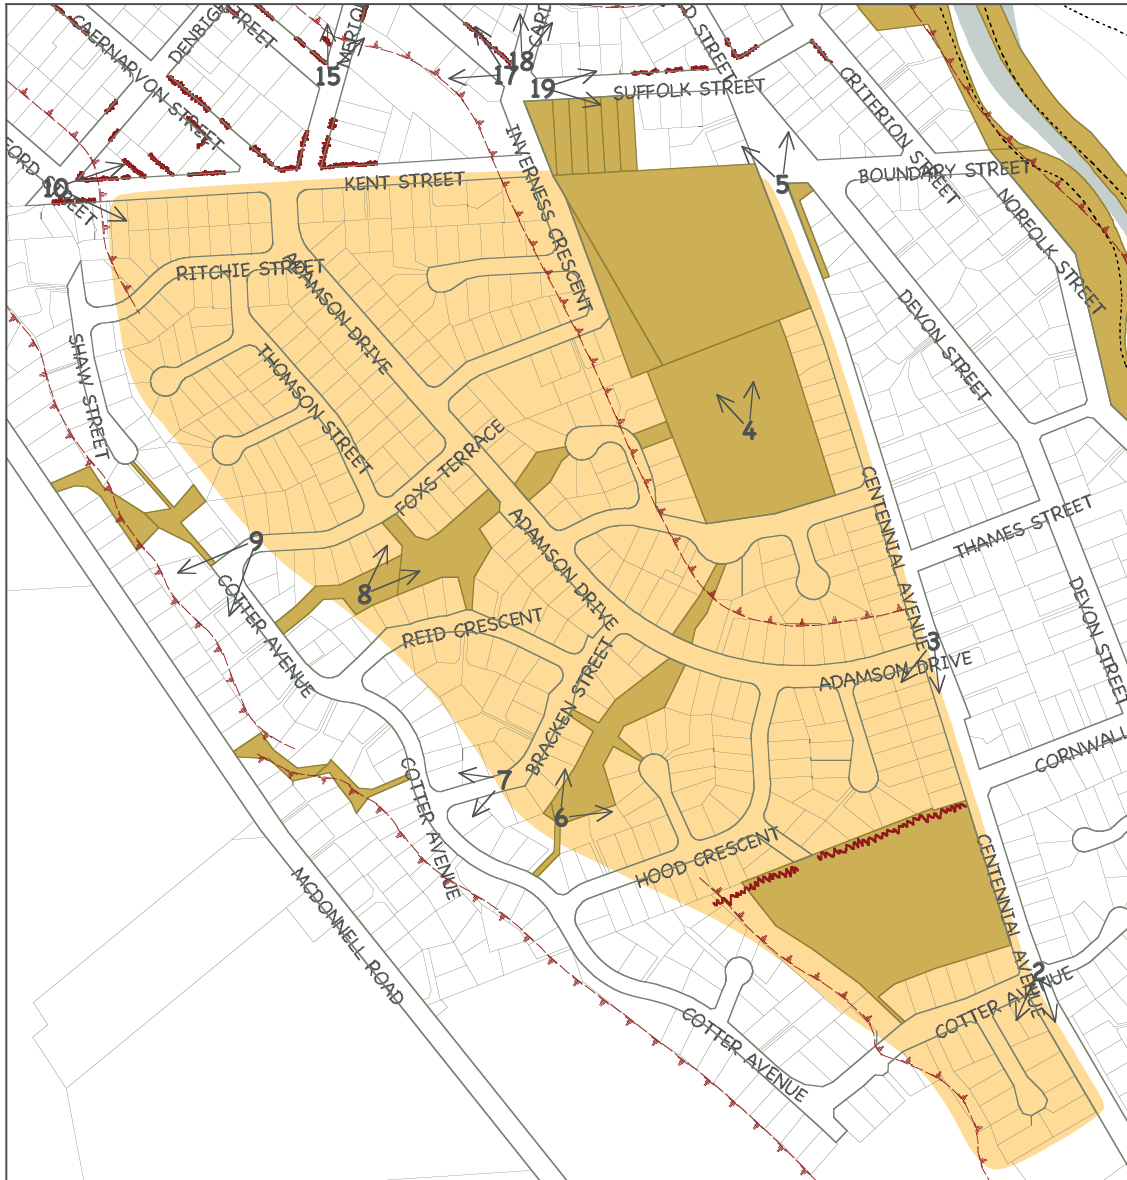 CAERNARVON STREET
DENBIGH STREET
15
17
18
19
SUFFOLK STREET
CRITERION STREET
BOUNDARY STREET
NORFOLK STREET
10
KENT STREET
INVERNESS CRESCENT
5
RITCHIE STREET
ADAMSON DRIVE
DEVON STREET
SHAW STREET
THOMSON STREET
4
FOXS TERRACE
CENTENNIAL AVENUE
THAMES STREET
ADAMSON DRIVE
9
8
COTTER AVENUE
REID CRESCENT
DEVON STREET
3
ADAMSON DRIVE
BRACKEN STREET
CORNWALL
7
COTTER AVENUE
6
HOOD CRESCENT
CENTENNIAL AVENUE
MCDONNELL ROAD
2
COTTER AVENUE
COTTER AVENUE